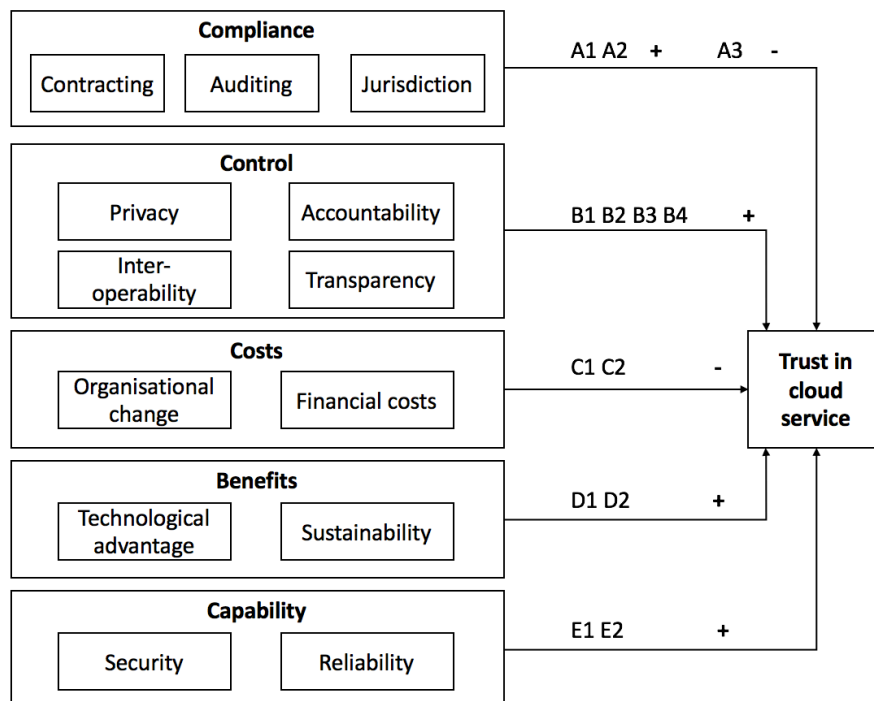 Compliance
Contracting
Auditing
Jurisdiction
A1 A2 + A3 -
Control
Privacy
Accountability
Inter-
operability
Transparency
B1 B2 B3 B4 +
Costs
Organisational
change
Financial costs
C1 C2 -
Trust in
cloud
service
Benefits
Technological
advantage
Sustainability
D1 D2 +
Capability
Security
Reliability
E1 E2 +